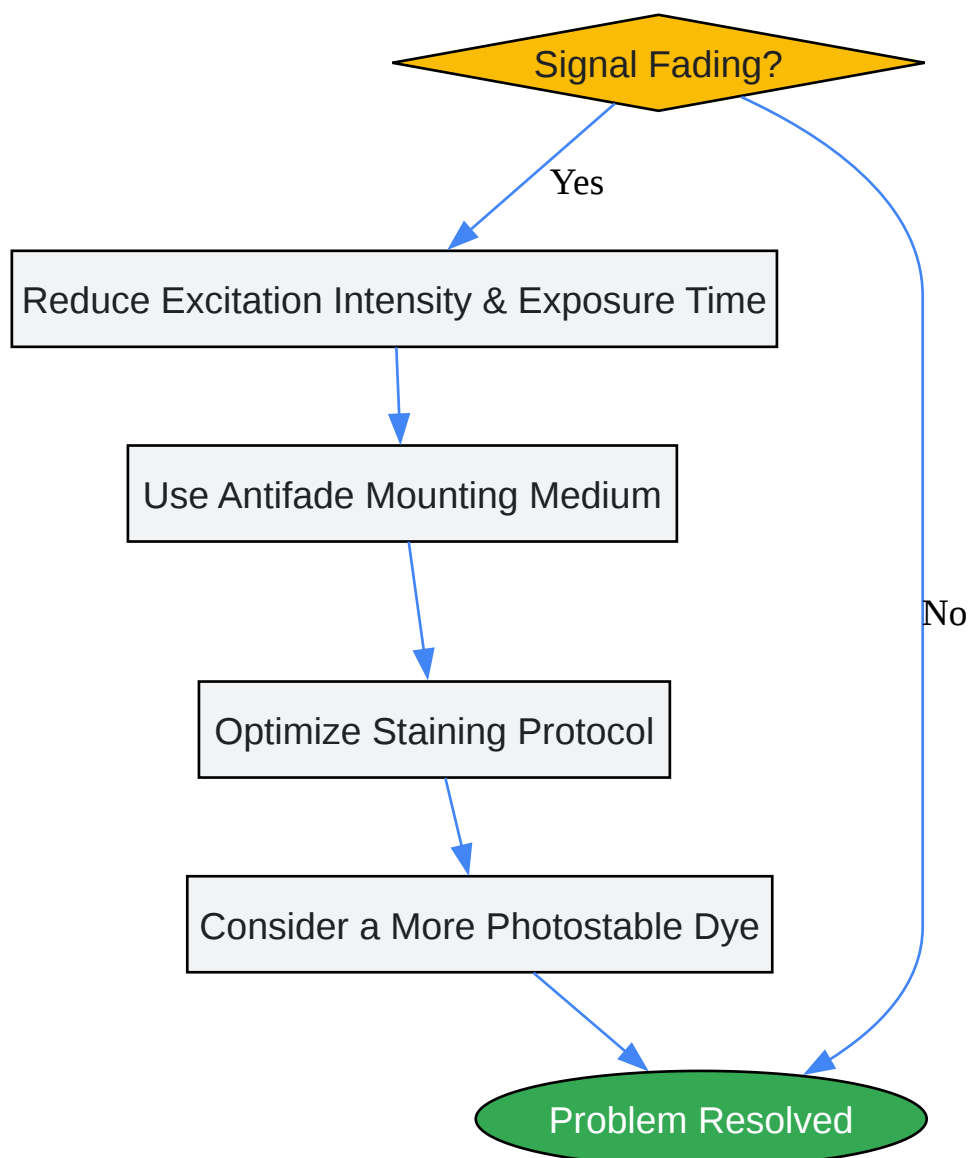 Signal Fading?
Yes
Reduce Excitation Intensity & Exposure Time
Use Antifade Mounting Medium
No
Optimize Staining Protocol
Consider a More Photostable Dye
Problem Resolved